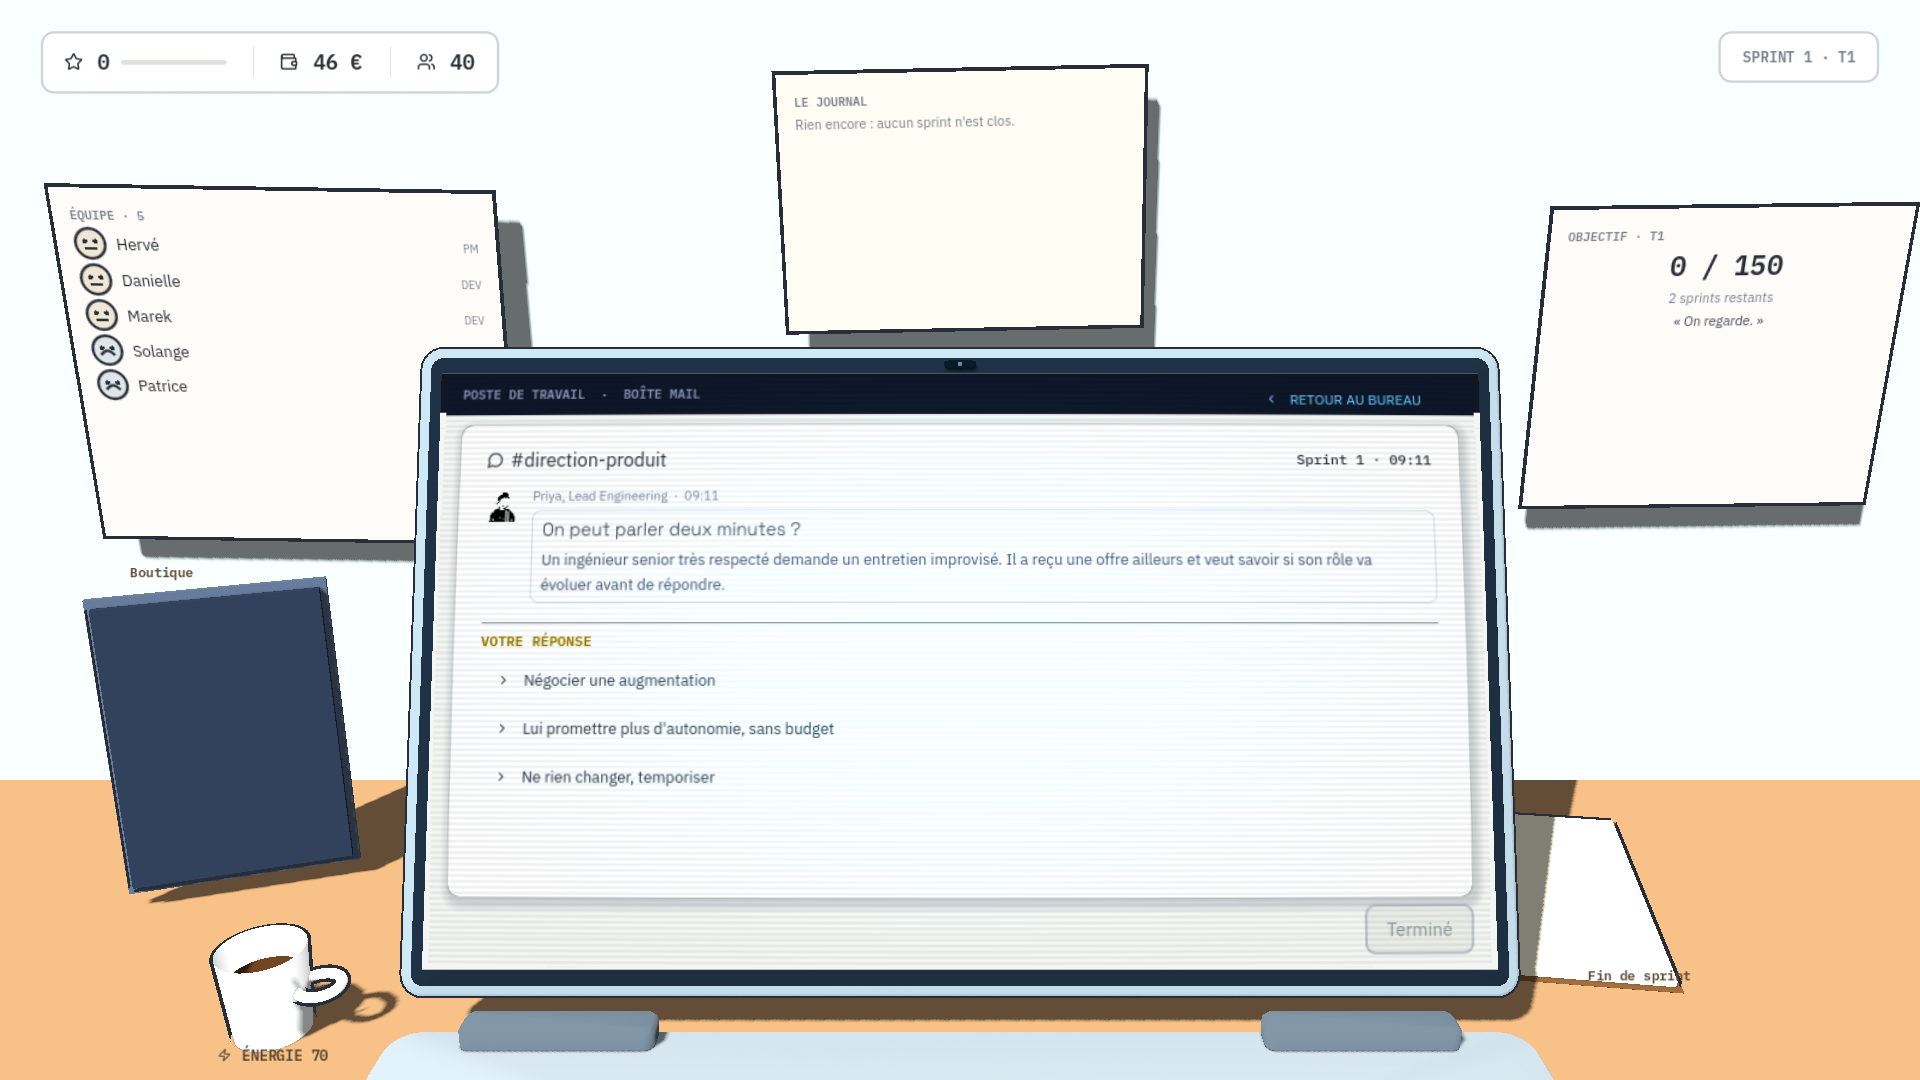 0
46 €
40
SPRINT 1 · T1
LE JOURNAL
Rien encore : aucun sprint n'est clos.
ÉQUIPE · 5
Hervé PM
Danielle DEV
Marek DEV
Solange
Patrice
OBJECTIF · T1
0 / 150
2 sprints restants
« On regarde. »
POSTE DE TRAVAIL · BOÎTE MAIL
RETOUR AU BUREAU
#direction-produit
Sprint 1 · 09:11
Priya, Lead Engineering · 09:11
On peut parler deux minutes ?
Un ingénieur senior très respecté demande un entretien improvisé. Il a reçu une offre ailleurs et veut savoir si son rôle va
évoluer avant de répondre.
VOTRE RÉPONSE
Négocier une augmentation
Lui promettre plus d'autonomie, sans budget
Ne rien changer, temporiser
Terminé
Boutique
ÉNERGIE 70
Fin de sprint